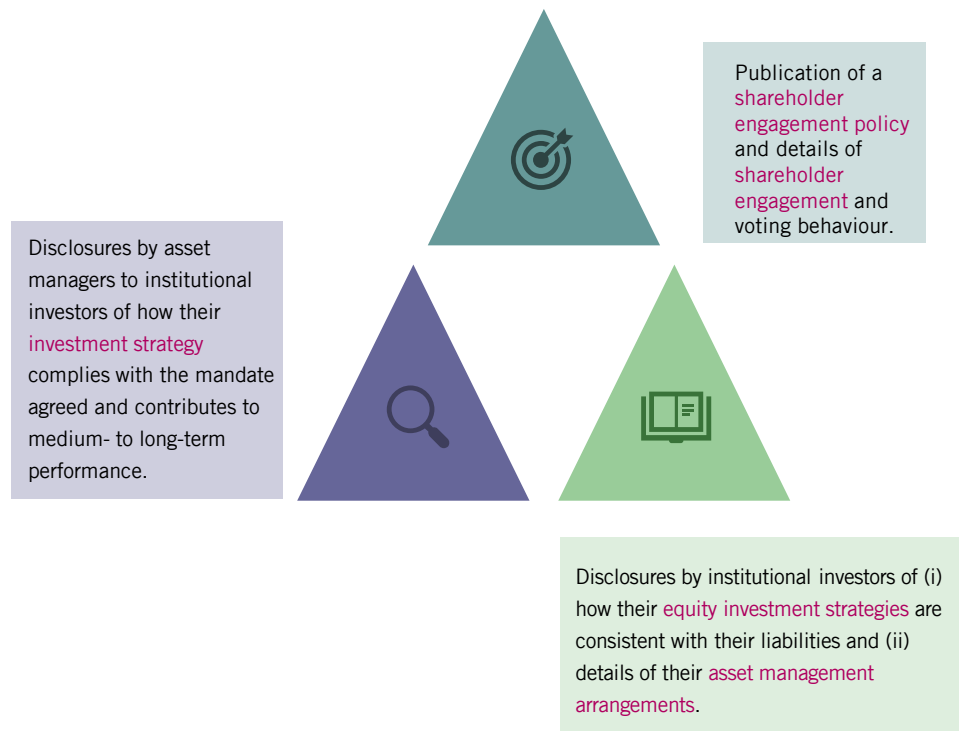 Publication of a
shareholder
engagement policy
and details of
shareholder
engagement and
voting behaviour.
Disclosures by asset
managers to institutional
investors of how their
investment strategy
complies with the mandate
agreed and contributes to
medium- to long-term
performance.
Disclosures by institutional investors of (i)
how their equity investment strategies are
consistent with their liabilities and (ii)
details of their asset management
arrangements.